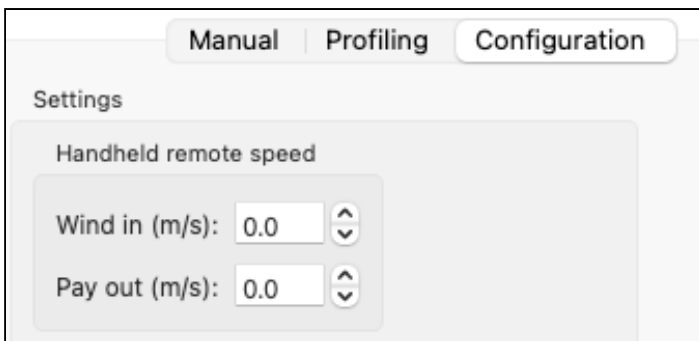 Manual Profiling Configuration
Settings
Handheld remote speed
Wind in (m/s): 0.0
Pay out (m/s): 0.0